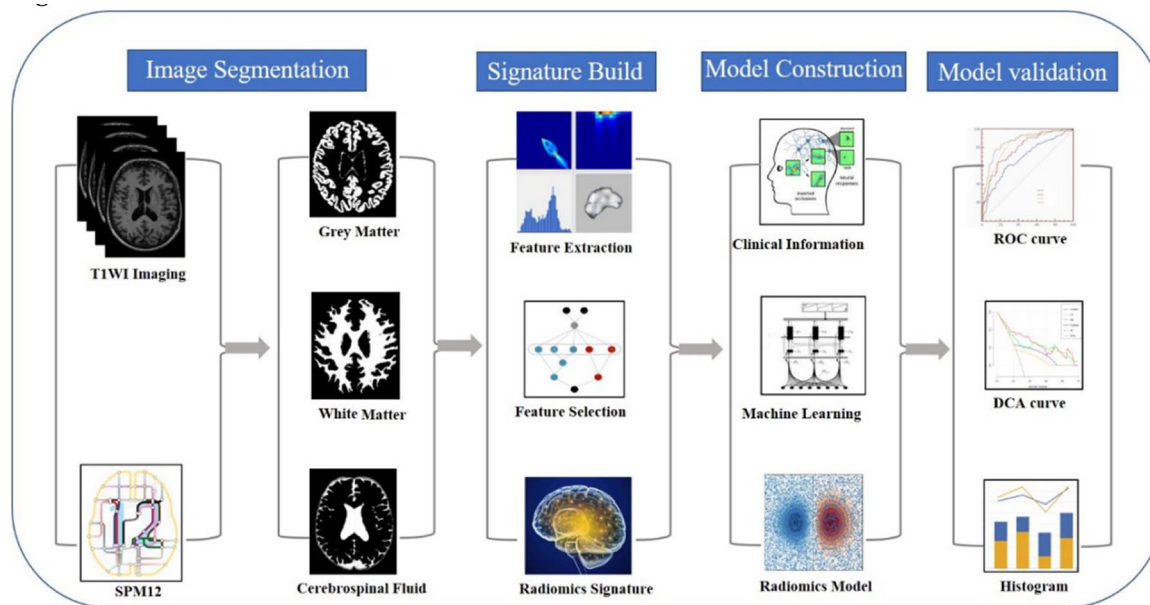 Image Segmentation
Signature Build
Model Construction
Model validation
T1WI Imaging
SPM12
Grey Matter
White Matter
Cerebrospinal Fluid
Feature Extraction
Feature Selection
Radiomics Signature
Clinical Information
Machine Learning
Radiomics Model
ROC curve
DCA curve
Histogram